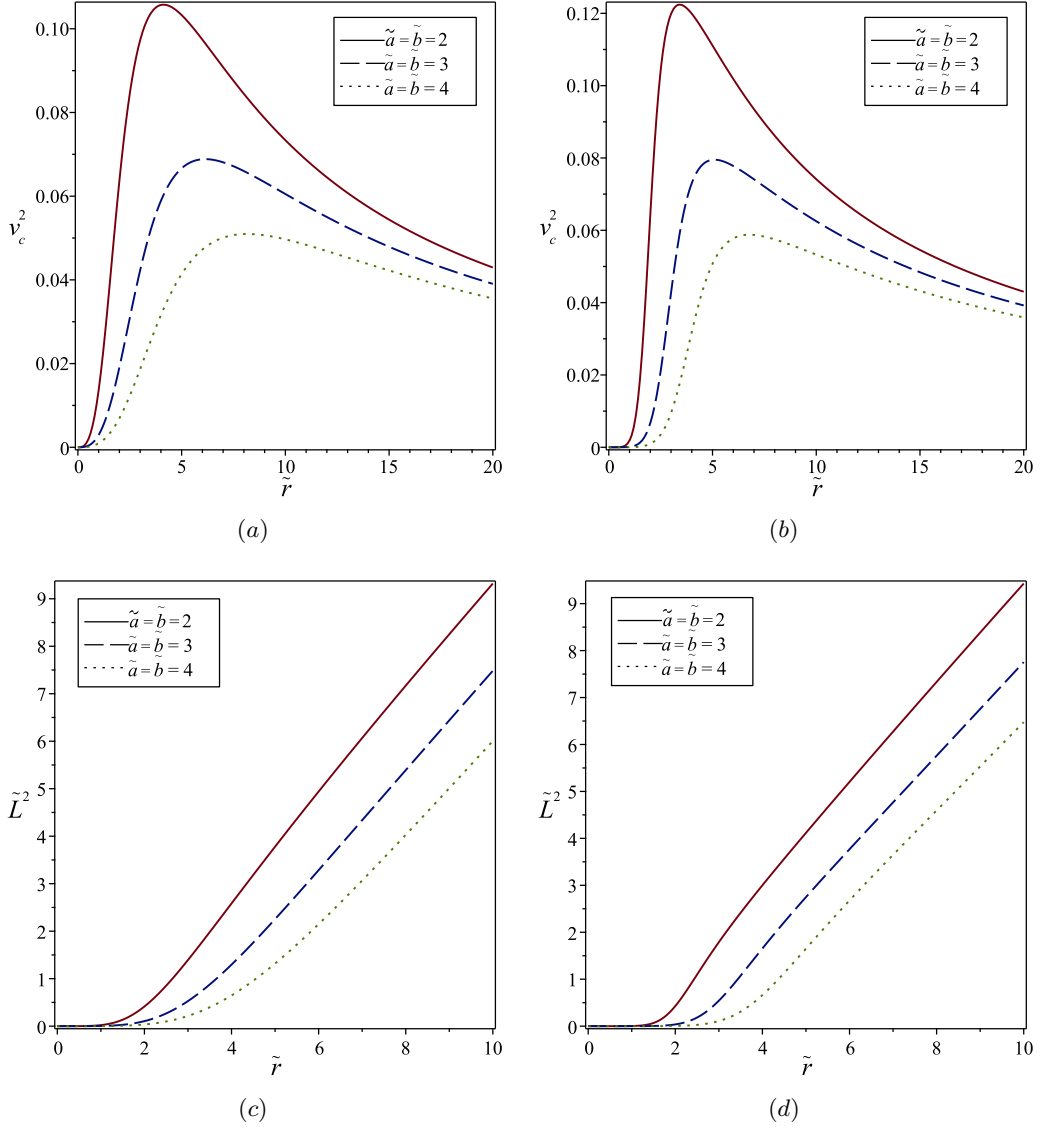 ã = b̃ = 2
ã = b̃ = 3
ã = b̃ = 4
0.10
0.08
0.06
0.04
0.02
0
v_c^2
0 5 10 15 20
r̃
(a)
ã = b̃ = 2
ã = b̃ = 3
ã = b̃ = 4
0.12
0.10
0.08
0.06
0.04
0.02
0
v_c^2
0 5 10 15 20
r̃
(b)
ã = b̃ = 2
ã = b̃ = 3
ã = b̃ = 4
9
8
7
6
5
4
3
2
1
0
L̃^2
0 2 4 6 8 10
r̃
(c)
ã = b̃ = 2
ã = b̃ = 3
ã = b̃ = 4
9
8
7
6
5
4
3
2
1
0
L̃^2
0 2 4 6 8 10
r̃
(d)